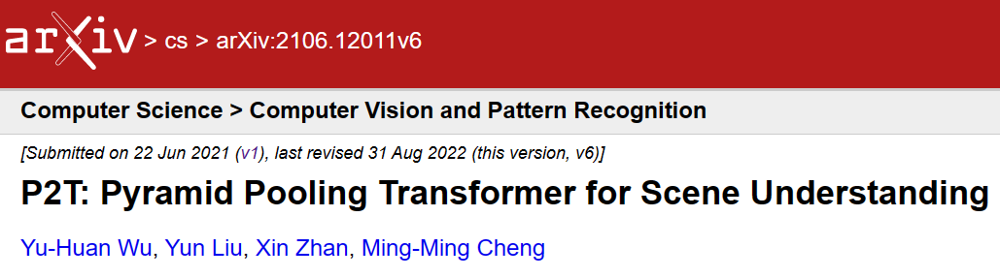 arXiv > cs > arXiv:2106.12011v6
Computer Science > Computer Vision and Pattern Recognition
[Submitted on 22 Jun 2021 (v1), last revised 31 Aug 2022 (this version, v6)]
P2T: Pyramid Pooling Transformer for Scene Understanding
Yu-Huan Wu, Yun Liu, Xin Zhan, Ming-Ming Cheng